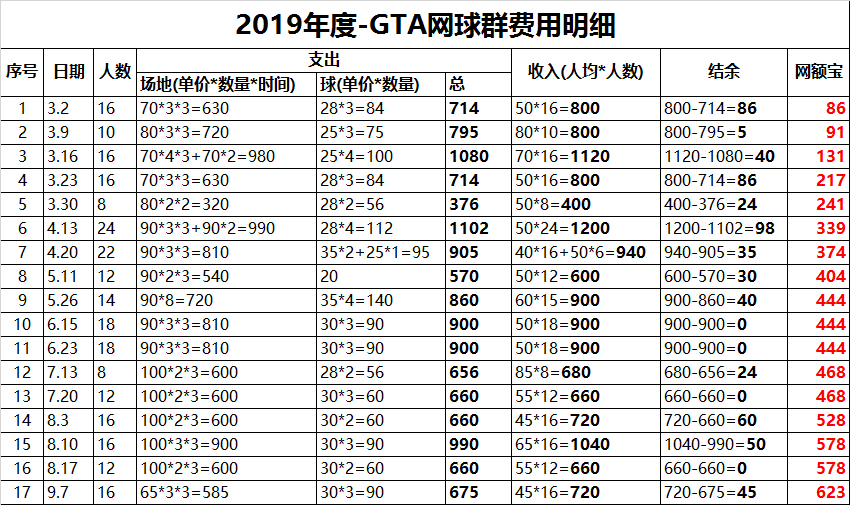 2019年度-GTA网球群费用明细
序号 日期 人数 支出 收入(人均*人数) 结余 网额宝
场地(单价*数量*时间) 球(单价*数量) 总
1 3.2 16 70*3*3=630 28*3=84 714 50*16=800 800-714=86 86
2 3.9 10 80*3*3=720 25*3=75 795 80*10=800 800-795=5 91
3 3.16 16 70*4*3+70*2=980 25*4=100 1080 70*16=1120 1120-1080=40 131
4 3.23 16 70*3*3=630 28*3=84 714 50*16=800 800-714=86 217
5 3.30 8 80*2*2=320 28*2=56 376 50*8=400 400-376=24 241
6 4.13 24 90*3*3+90*2=990 28*4=112 1102 50*24=1200 1200-1102=98 339
7 4.20 22 90*3*3=810 35*2+25*1=95 905 40*16+50*6=940 940-905=35 374
8 5.11 12 90*2*3=540 20 570 50*12=600 600-570=30 404
9 5.26 14 90*8=720 35*4=140 860 60*15=900 900-860=40 444
10 6.15 18 90*3*3=810 30*3=90 900 50*18=900 900-900=0 444
11 6.23 18 90*3*3=810 30*3=90 900 50*18=900 900-900=0 444
12 7.13 8 100*2*3=600 28*2=56 656 85*8=680 680-656=24 468
13 7.20 12 100*2*3=600 30*3=60 660 55*12=660 660-660=0 468
14 8.3 16 100*2*3=600 30*2=60 660 45*16=720 720-660=60 528
15 8.10 16 100*3*3=900 30*3=90 990 65*16=1040 1040-990=50 578
16 8.17 12 100*2*3=600 30*2=60 660 55*12=660 660-660=0 578
17 9.7 16 65*3*3=585 30*3=90 675 45*16=720 720-675=45 623